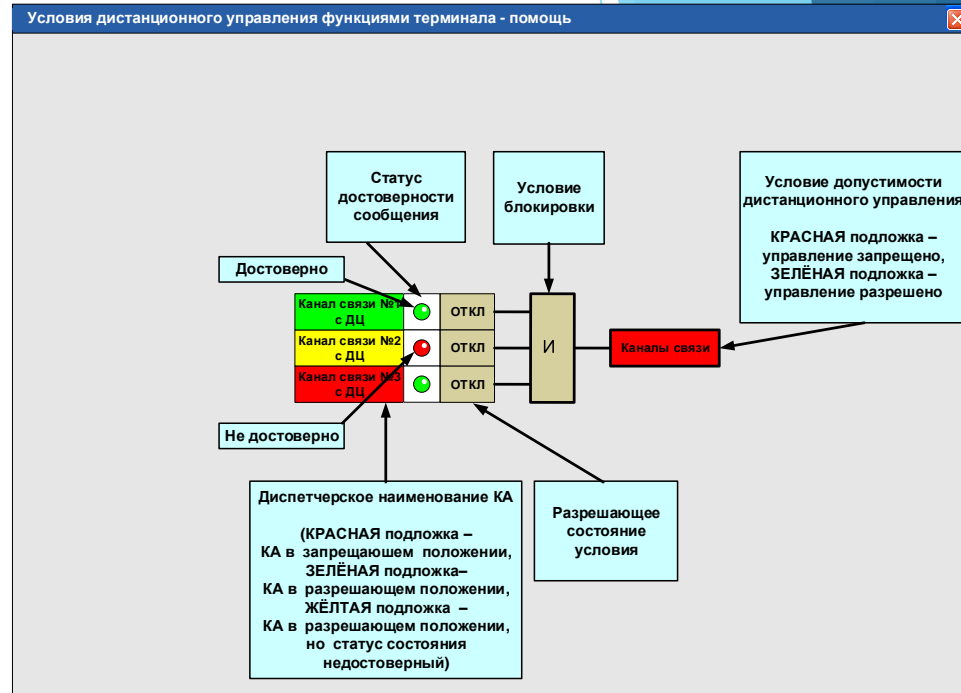 Условия дистанционного управления функциями терминала - помощь
Статус
достоверности
сообщения
Условие
блокировки
Условие допустимости
дистанционного управления
КРАСНАЯ подложка –
управление запрещено,
ЗЕЛЁНАЯ подложка –
управление разрешено
Достоверно
Канал связи №1
с ДЦ
ОТКЛ
Канал связи №2
с ДЦ
ОТКЛ
И
Каналы связи
Канал связи №3
с ДЦ
ОТКЛ
Не достоверно
Диспетчерское наименование КА
(КРАСНАЯ подложка –
КА в запрещаюшем положении,
ЗЕЛЁНАЯ подложка–
КА в разрешающем положении,
ЖЁЛТАЯ подложка –
КА в разрешающем положении,
но статус состояния
недостоверный)
Разрешающее
состояние
условия